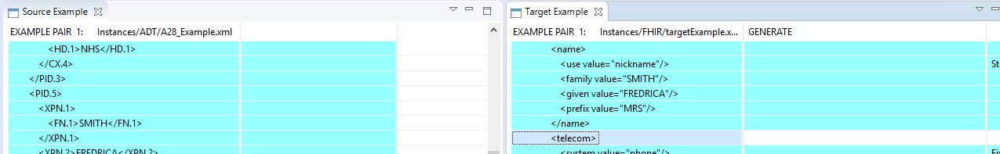 Source Example
EXAMPLE PAIR 1: Instances/ADT/A28_Example.xml
<HD.1>NHS</HD.1>
</CX.4>
</PID.3>
<PID.5>
<XPN.1>
<FN.1>SMITH</FN.1>
</XPN.1>
<XPN.2>FREDRICA</XPN.2>
Target Example
EXAMPLE PAIR 1: Instances/FHIR/targetExample.x... GENERATE
<name>
<use value="nickname"/> St
<family value="SMITH"/>
<given value="FREDRICA"/>
<prefix value="MRS"/>
</name>
<telecom>
<system value="phone"/> Fi